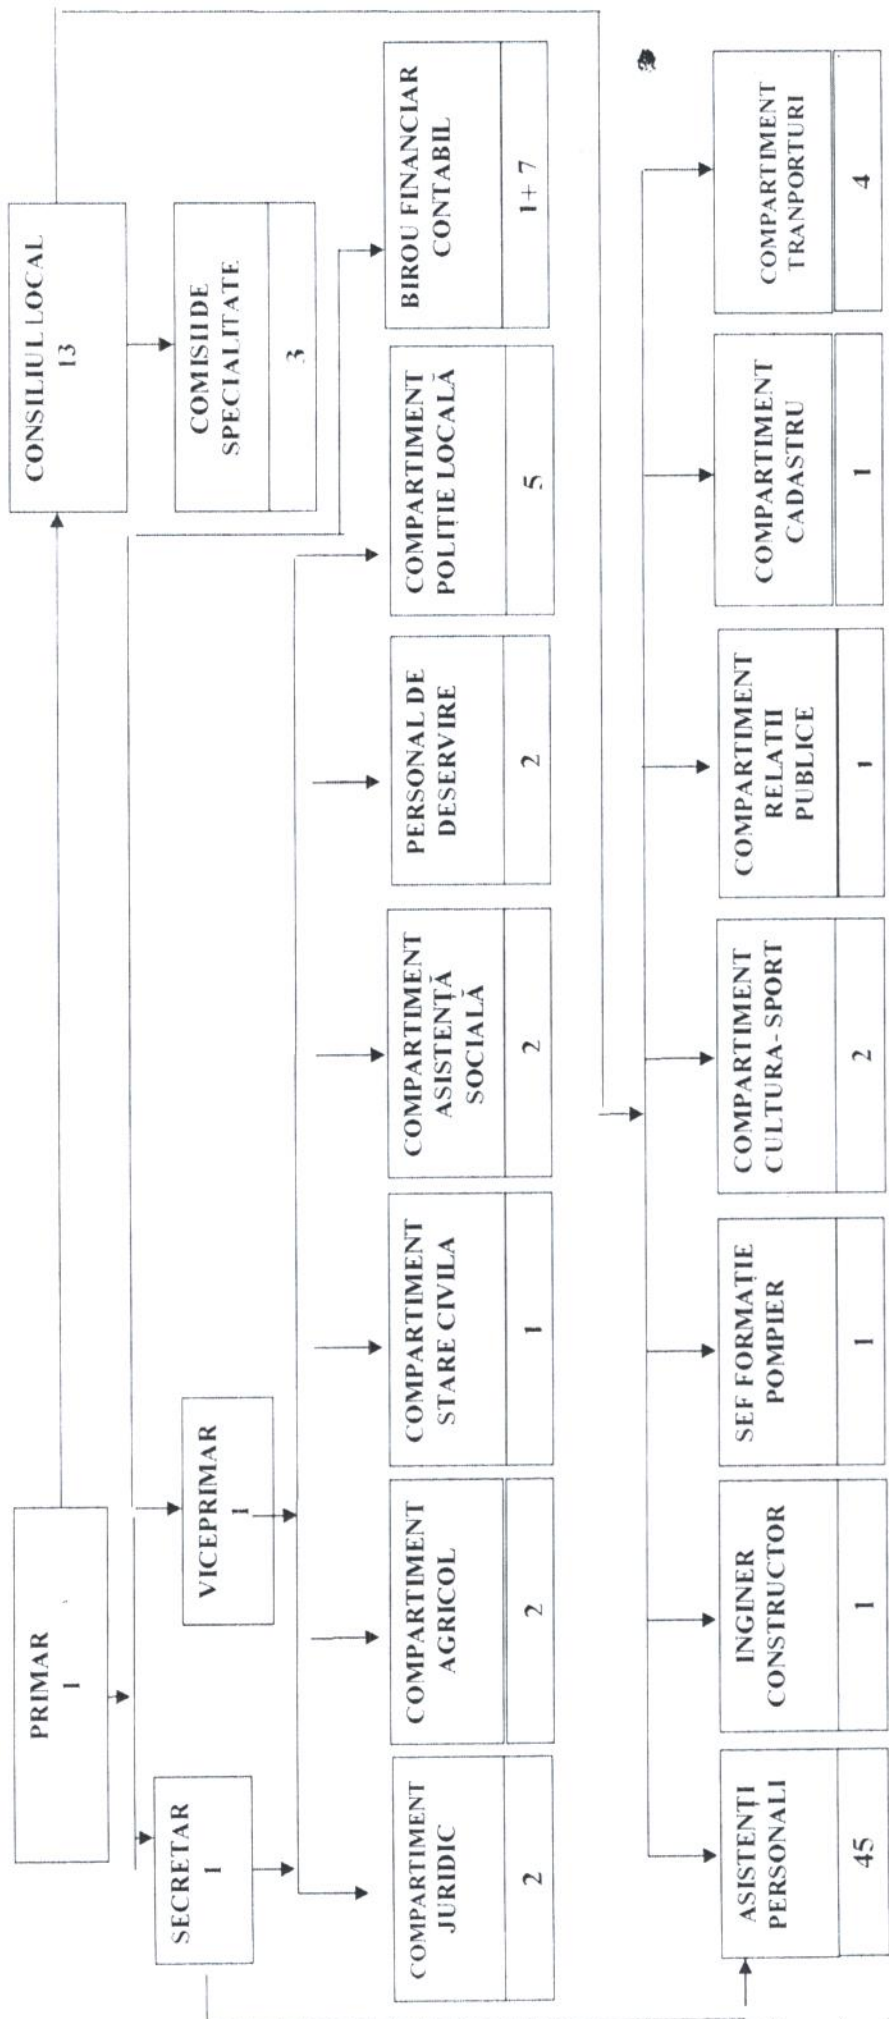 PRIMAR
1
CONSILIUL LOCAL
13
SECRETAR
1
VICEPRIMAR
1
COMISII DE
SPECIALITATE
3
COMPARTIMENT
JURIDIC
2
COMPARTIMENT
AGRICOL
2
COMPARTIMENT
STARE CIVILA
1
COMPARTIMENT
ASISTENȚĂ
SOCIALĂ
2
PERSONAL DE
DESERVIRE
2
COMPARTIMENT
POLIȚIE LOCALĂ
5
BIROU FINANCIAR
CONTABIL
1+ 7
ASISTENȚI
PERSONALI
45
INGINER
CONSTRUCTOR
1
SEF FORMAȚIE
POMPIER
1
COMPARTIMENT
CULTURA- SPORT
2
COMPARTIMENT
RELATII
PUBLICE
1
COMPARTIMENT
CADASTRU
1
COMPARTIMENT
TRANPORTURI
4